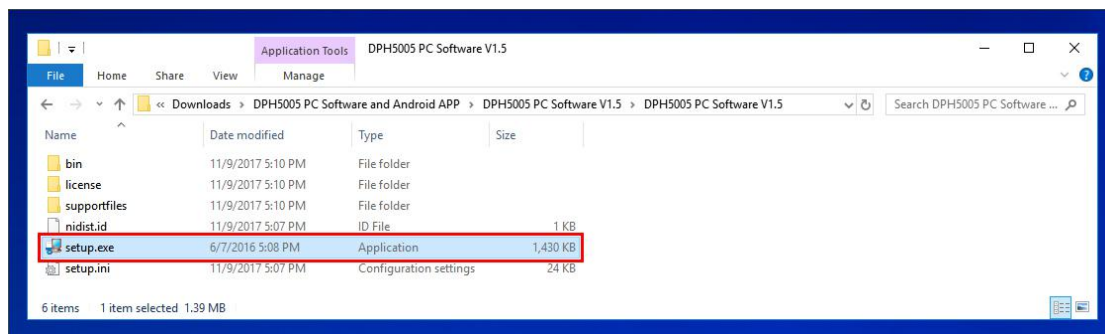 Application Tools DPH5005 PC Software V1.5
File Home Share View Manage
« Downloads > DPH5005 PC Software and Android APP > DPH5005 PC Software V1.5 > DPH5005 PC Software V1.5 Search DPH5005 PC Software ...
Name Date modified Type Size
bin 11/9/2017 5:10 PM File folder
license 11/9/2017 5:10 PM File folder
supportfiles 11/9/2017 5:10 PM File folder
nidist.id 11/9/2017 5:07 PM ID File 1 KB
setup.exe 6/7/2016 5:08 PM Application 1,430 KB
setup.ini 11/9/2017 5:07 PM Configuration settings 24 KB
6 items 1 item selected 1.39 MB